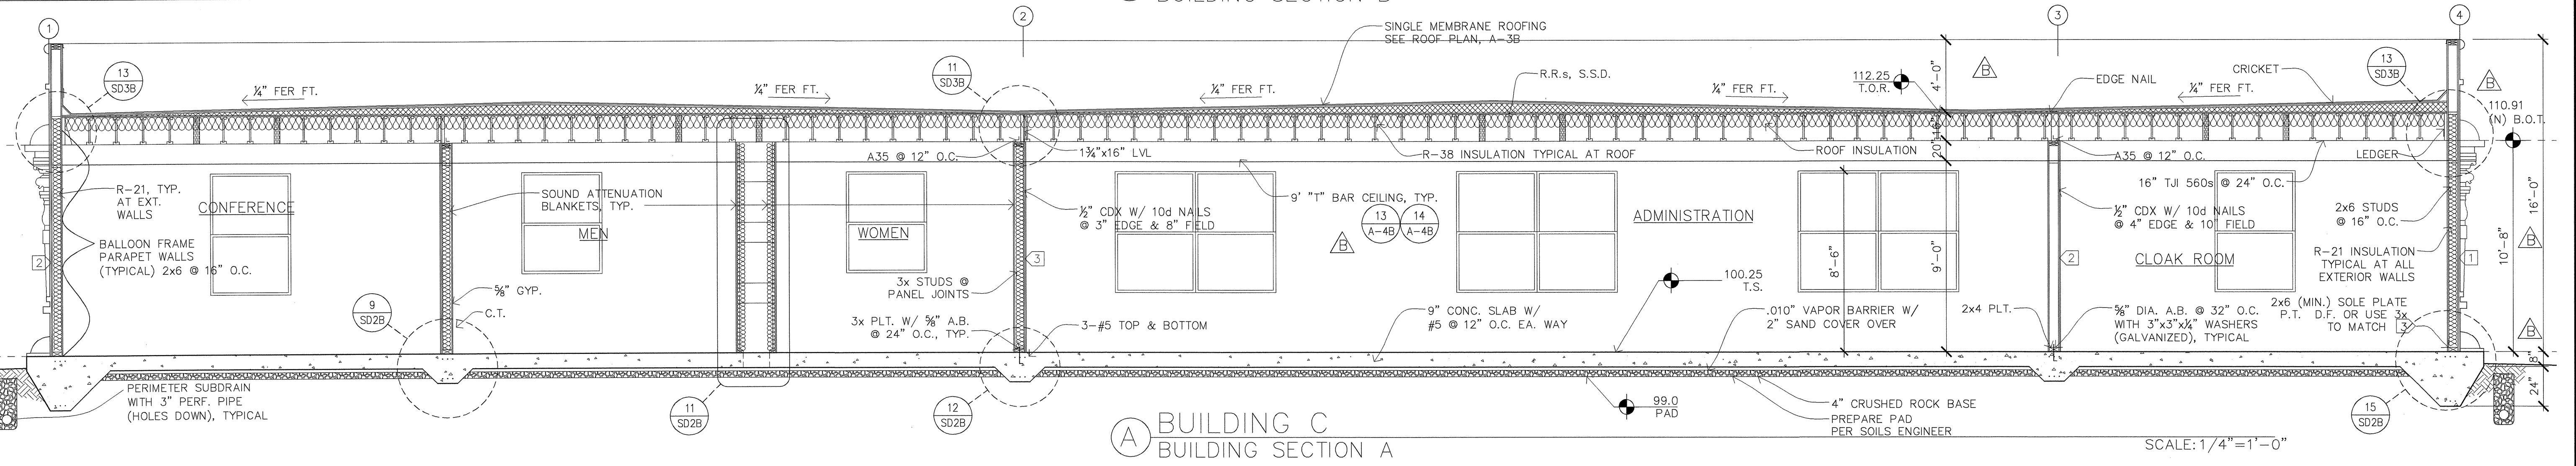 BUILDING SECTION B
1
2
3
4
SINGLE MEMBRANE ROOFING
SEE ROOF PLAN, A-3B
13
SD3B
11
SD3B
13
SD3B
¼" FER FT.
¼" FER FT.
¼" FER FT.
¼" FER FT.
¼" FER FT.
R.R.s, S.S.D.
112.25
T.O.R.
4'-0"
B
EDGE NAIL
CRICKET
B
110.91
(N) B.O.T.
A35 @ 12" O.C.
1¾"x16" LVL
R-38 INSULATION TYPICAL AT ROOF
ROOF INSULATION
16"
20"
A35 @ 12" O.C.
LEDGER
R-21, TYP.
AT EXT.
WALLS
CONFERENCE
SOUND ATTENUATION
BLANKETS, TYP.
MEN
WOMEN
½" CDX W/ 10d NAILS
@ 3" EDGE & 8" FIELD
9' "T" BAR CEILING, TYP.
13
A-4B
14
A-4B
B
ADMINISTRATION
16" TJI 560s @ 24" O.C.
½" CDX W/ 10d NAILS
@ 4" EDGE & 10" FIELD
2x6 STUDS
@ 16" O.C.
16'-0"
B
BALLOON FRAME
PARAPET WALLS
(TYPICAL) 2x6 @ 16" O.C.
2
3
2
1
CLOAK ROOM
R-21 INSULATION
TYPICAL AT ALL
EXTERIOR WALLS
10'-8"
8'-6"
9'-0"
⅝" GYP.
C.T.
3x STUDS @
PANEL JOINTS
100.25
T.S.
9
SD2B
3x PLT. W/ ⅝" A.B.
@ 24" O.C., TYP.
3-#5 TOP & BOTTOM
9" CONC. SLAB W/
#5 @ 12" O.C. EA. WAY
.010" VAPOR BARRIER W/
2" SAND COVER OVER
2x4 PLT.
⅝" DIA. A.B. @ 32" O.C.
WITH 3"x3"x¼" WASHERS
(GALVANIZED), TYPICAL
2x6 (MIN.) SOLE PLATE
P.T. D.F. OR USE 3x
TO MATCH
3
B
8"
24"
PERIMETER SUBDRAIN
WITH 3" PERF. PIPE
(HOLES DOWN), TYPICAL
11
SD2B
12
SD2B
99.0
PAD
4" CRUSHED ROCK BASE
PREPARE PAD
PER SOILS ENGINEER
15
SD2B
A
BUILDING C
BUILDING SECTION A
SCALE: 1/4"=1'-0"